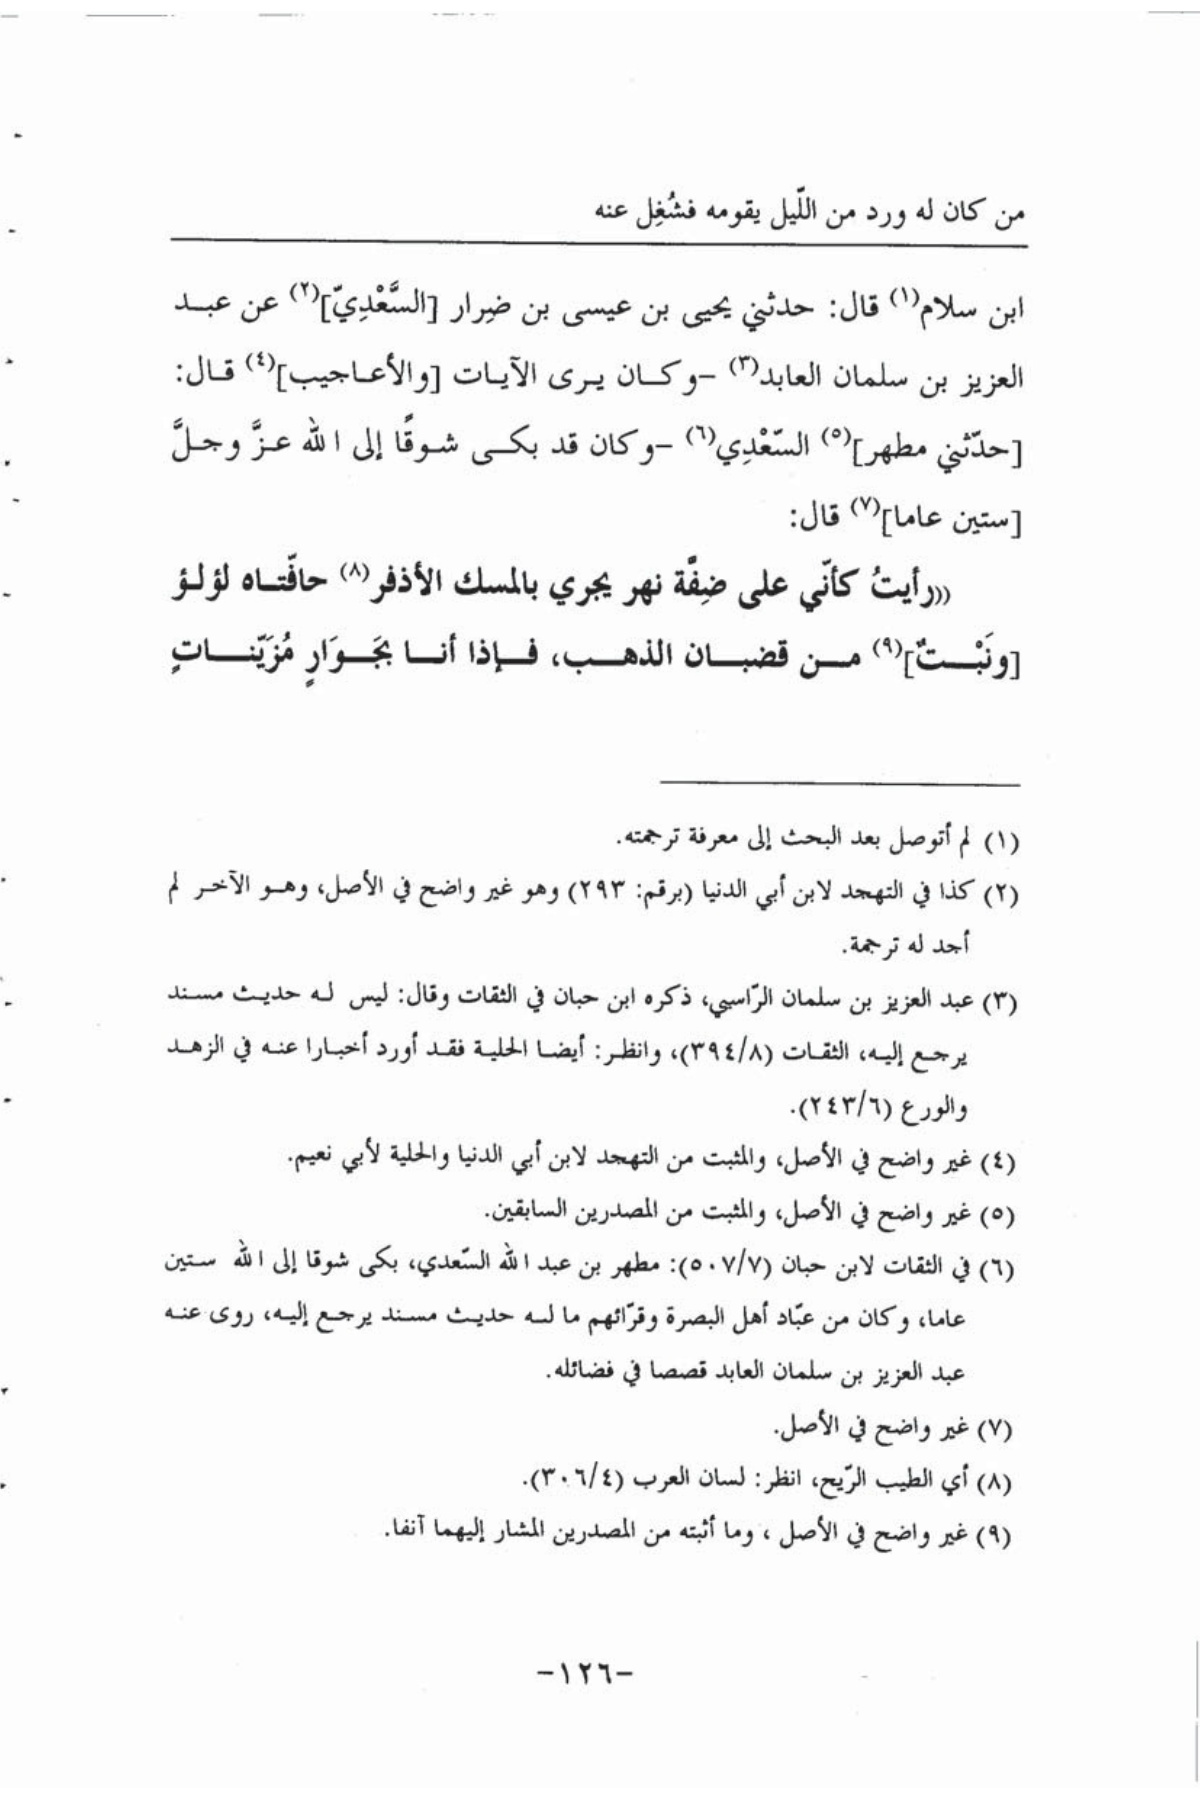 من كان له ورد من اللّيل يقومه فشُغِل عنه
ابن سلام(١) قال: حدثني يحيى بن عيسى بن ضِرار [السَّعْدِيّ](٢) عن عبد
العزيز بن سلمان العابد(٣) -وكان يرى الآيات [والأعاجيب](٤) قال:
[حدّثني مطهر](٥) السّعْدِي(٦) -وكان قد بكى شوقًا إلى الله عزَّ وجلَّ
[ستين عاما](٧) قال:
((رأيتُ كأنّي على ضِفَّة نهر يجري بالمسك الأذفر(٨) حافّتاه لؤلؤ
[ونَبْتٌ](٩) من قضبان الذهب، فإذا أنا بجَوَارٍ مُزَيّناتٍ
(١) لم أتوصل بعد البحث إلى معرفة ترجمته.
(٢) كذا في التهجد لابن أبي الدنيا (برقم: ٢٩٣) وهو غير واضح في الأصل، وهو الآخر لم
أجد له ترجمة.
(٣) عبد العزيز بن سلمان الرّاسبي، ذكره ابن حبان في الثقات وقال: ليس له حديث مسند
يرجع إليه، الثقات (٣٩٤/٨)، وانظر: أيضا الحلية فقد أورد أخبارا عنه في الزهد
والورع (٢٤٣/٦).
(٤) غير واضح في الأصل، والمثبت من التهجد لابن أبي الدنيا والحلية لأبي نعيم.
(٥) غير واضح في الأصل، والمثبت من المصدرين السابقين.
(٦) في الثقات لابن حبان (٥٠٧/٧): مطهر بن عبد الله السّعدي، بكى شوقا إلى الله ستين
عاما، وكان من عبّاد أهل البصرة وقرّائهم ما له حديث مسند يرجع إليه، روى عنه
عبد العزيز بن سلمان العابد قصصا في فضائله.
(٧) غير واضح في الأصل.
(٨) أي الطيب الرّيح، انظر: لسان العرب (٣٠٦/٤).
(٩) غير واضح في الأصل ، وما أثبته من المصدرين المشار إليهما آنفا.
-١٢٦-